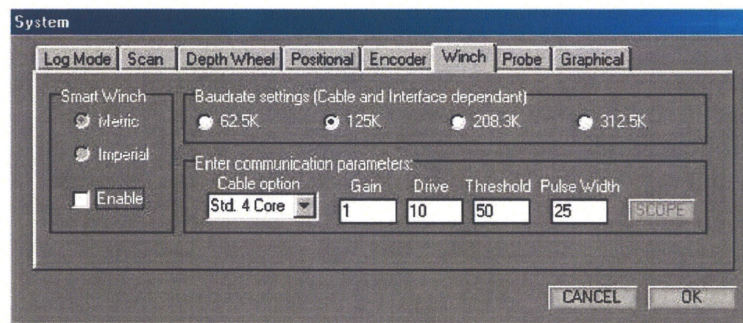 System
Log Mode Scan Depth Wheel Positional Encoder Winch Probe Graphical
Smart Winch
Metric
Imperial
Enable
Baudrate settings (Cable and Interface dependant)
62.5K 125K 208.3K 312.5K
Enter communication parameters:
Cable option Gain Drive Threshold Pulse Width
Std. 4 Core 1 10 50 25 SCOPE
CANCEL OK